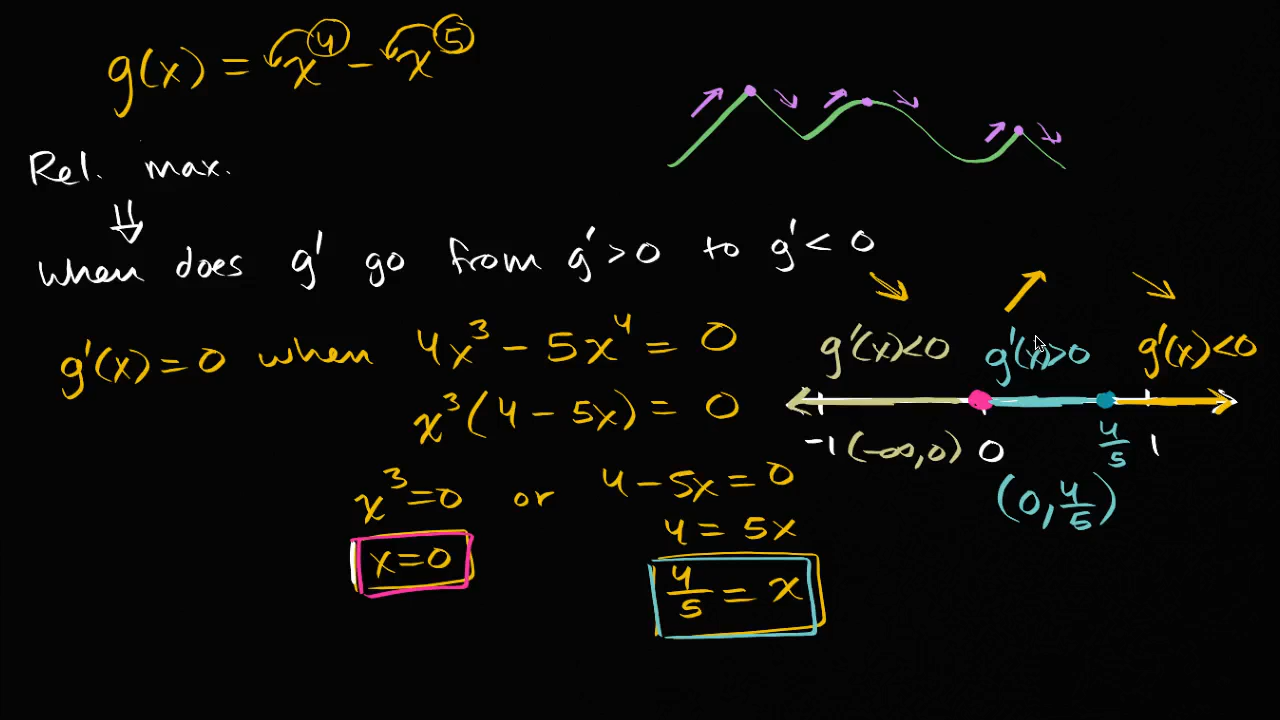 g(x) = x⁴ - x⁵
Rel. max.
⇓
when does g' go from g' > 0 to g' < 0
g'(x) = 0 when 4x³ - 5x⁴ = 0
x³(4 - 5x) = 0
x³ = 0 or 4 - 5x = 0
4 = 5x
x = 0
4/5 = x
g'(x) < 0 g'(x) > 0 g'(x) < 0
-1 (-∞, 0) 0 4/5 1
(0, 4/5)